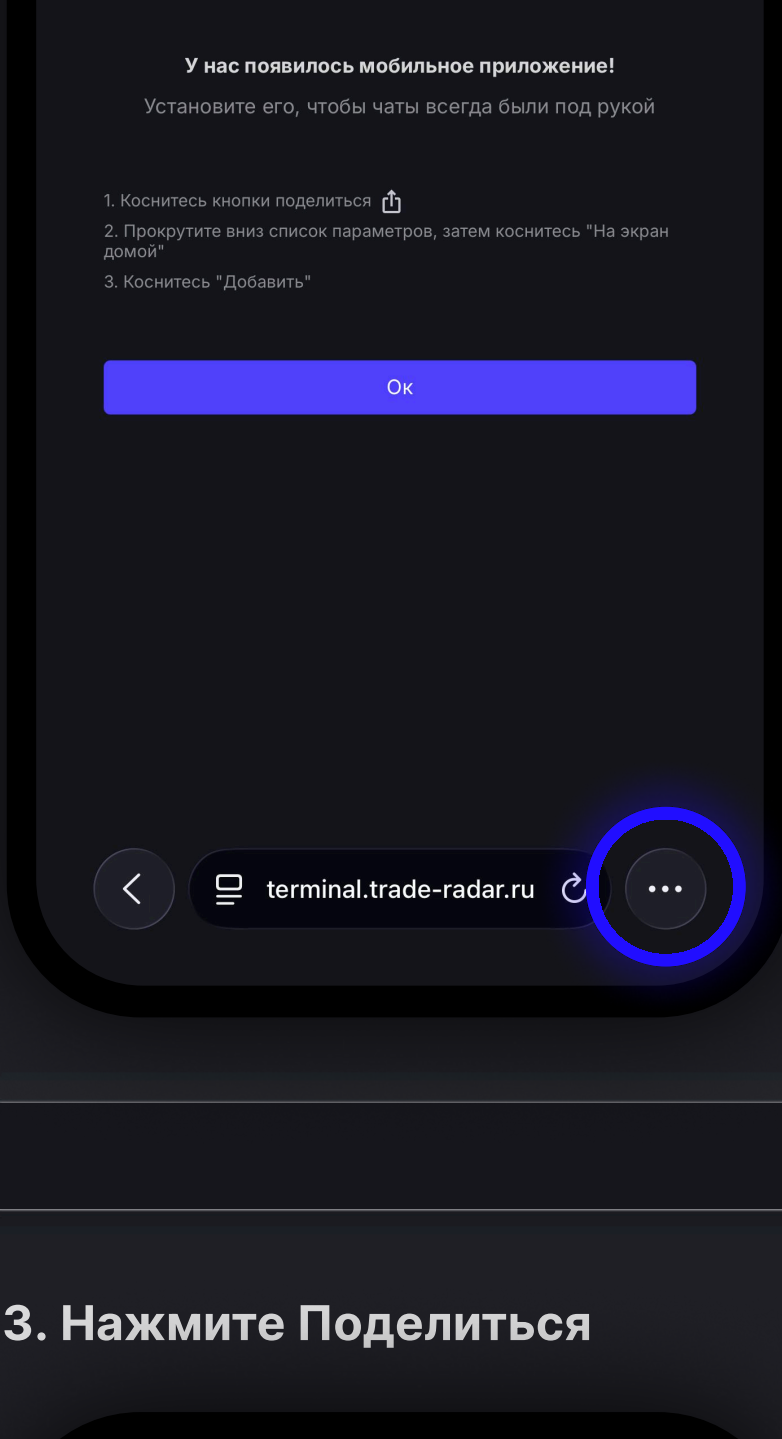 У нас появилось мобильное приложение!
Установите его, чтобы чаты всегда были под рукой
1. Коснитесь кнопки поделиться
2. Прокрутите вниз список параметров, затем коснитесь "На экран
домой"
3. Коснитесь "Добавить"
Ок
terminal.trade-radar.ru
3. Нажмите Поделиться